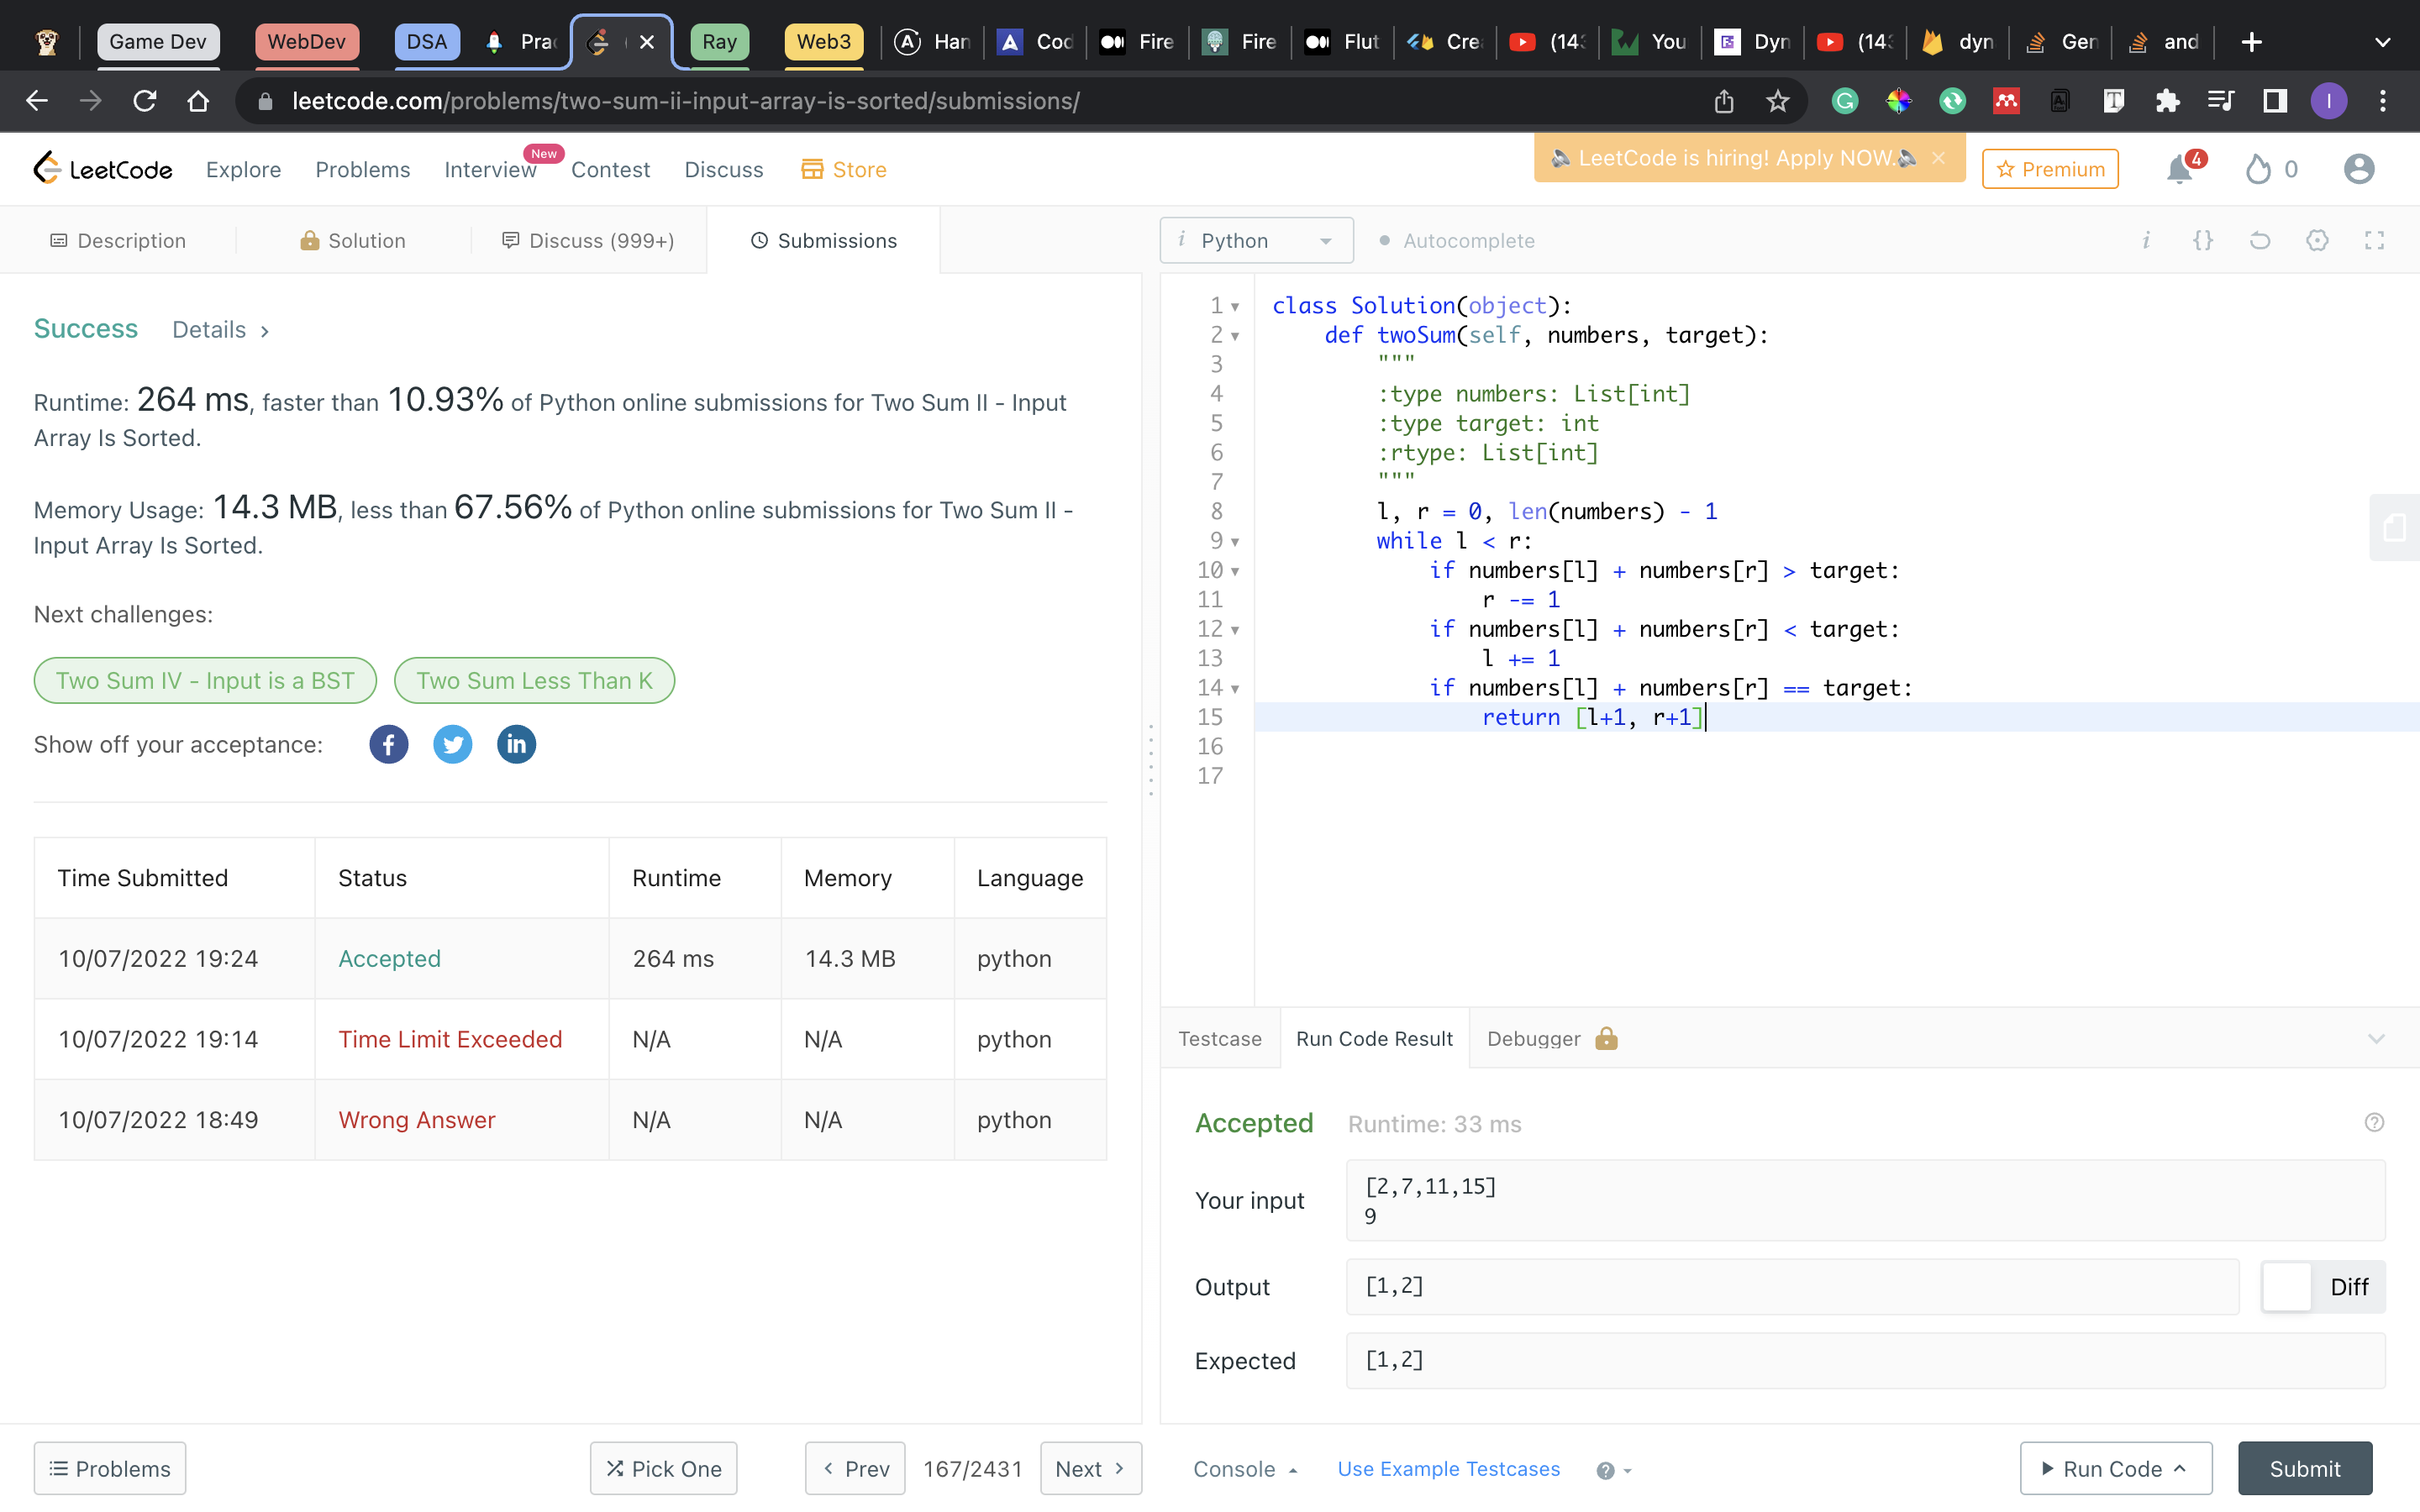 Game Dev WebDev DSA Pra Ray Web3 Han Cod Fire Fire Flut Cre (143 You Dyn (143 dyn Gen and
leetcode.com/problems/two-sum-ii-input-array-is-sorted/submissions/
LeetCode Explore Problems Interview New Contest Discuss Store LeetCode is hiring! Apply NOW. Premium 4 0
Description Solution Discuss (999+) Submissions
i Python Autocomplete
Success Details
Runtime: 264 ms, faster than 10.93% of Python online submissions for Two Sum II - Input
Array Is Sorted.
Memory Usage: 14.3 MB, less than 67.56% of Python online submissions for Two Sum II -
Input Array Is Sorted.
Next challenges:
Two Sum IV - Input is a BST Two Sum Less Than K
Show off your acceptance:
Time Submitted Status Runtime Memory Language
10/07/2022 19:24 Accepted 264 ms 14.3 MB python
10/07/2022 19:14 Time Limit Exceeded N/A N/A python
10/07/2022 18:49 Wrong Answer N/A N/A python
1 class Solution(object):
2 def twoSum(self, numbers, target):
3 """
4 :type numbers: List[int]
5 :type target: int
6 :rtype: List[int]
7 """
8 l, r = 0, len(numbers) - 1
9 while l < r:
10 if numbers[l] + numbers[r] > target:
11 r -= 1
12 if numbers[l] + numbers[r] < target:
13 l += 1
14 if numbers[l] + numbers[r] == target:
15 return [l+1, r+1]
16
17
Testcase Run Code Result Debugger
Accepted Runtime: 33 ms
Your input [2,7,11,15]
9
Output [1,2] Diff
Expected [1,2]
Problems Pick One Prev 167/2431 Next Console Use Example Testcases Run Code Submit